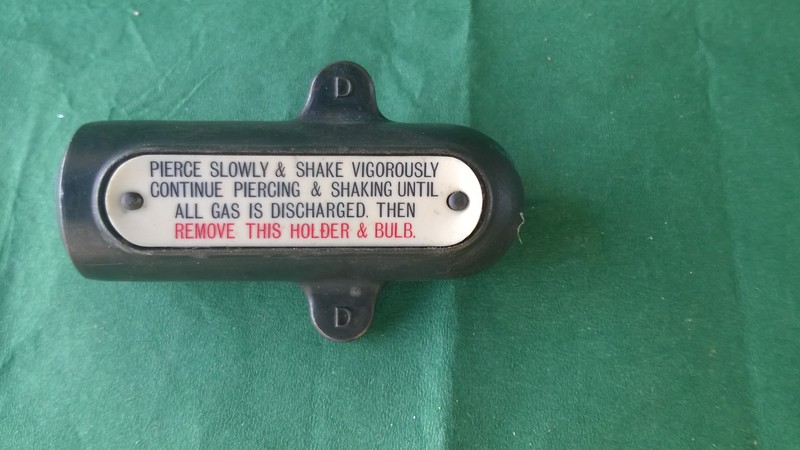 D
PIERCE SLOWLY & SHAKE VIGOROUSLY
CONTINUE PIERCING & SHAKING UNTIL
ALL GAS IS DISCHARGED. THEN
REMOVE THIS HOLDER & BULB.
D